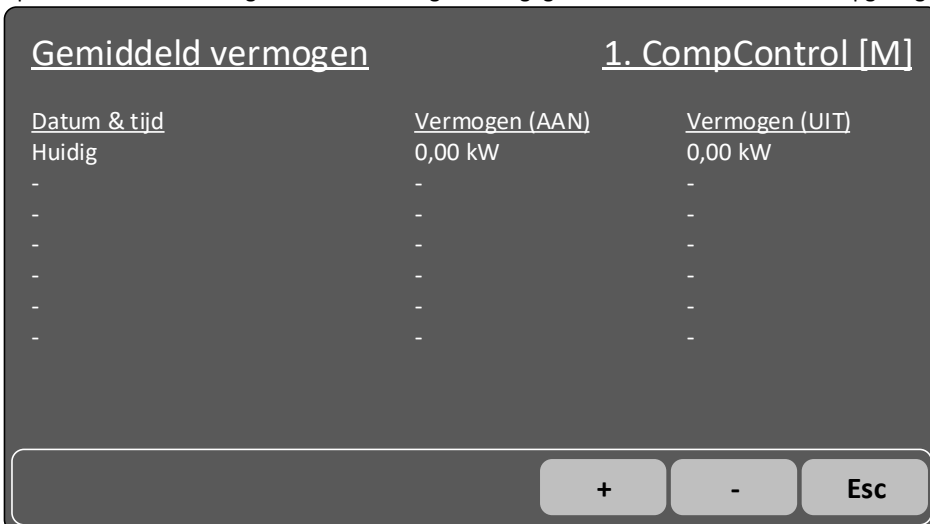 Gemiddeld vermogen 1. CompControl [M]
Datum & tijd Vermogen (AAN) Vermogen (UIT)
Huidig 0,00 kW 0,00 kW
- - -
- - -
- - -
- - -
- - -
- - -
+ - Esc